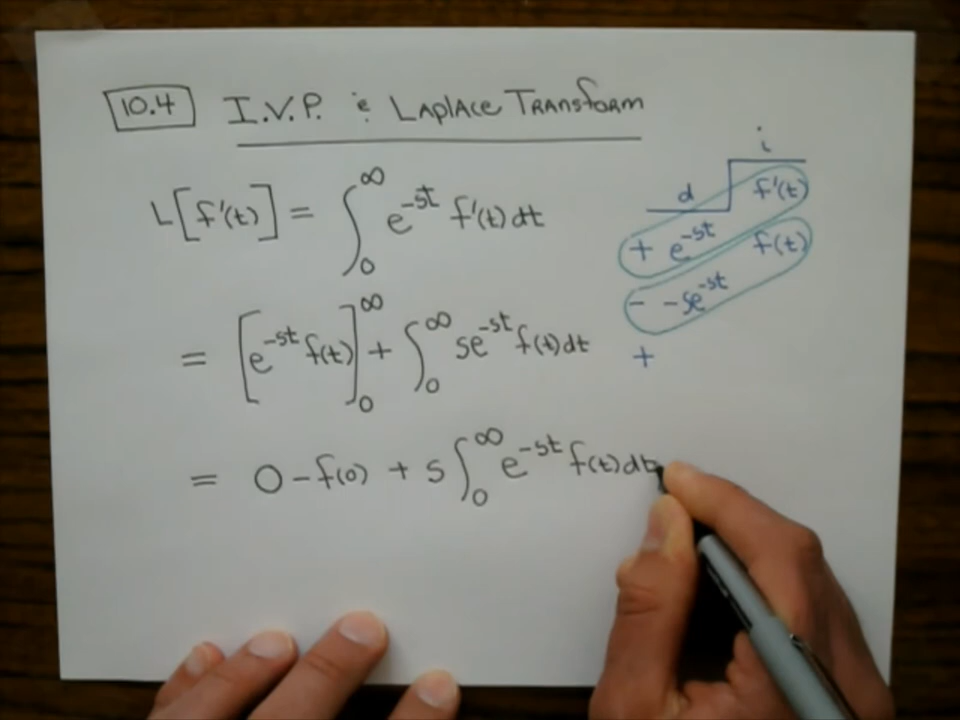 10.4 I.V.P. & LAPLACE TRANSFORM
L[f'(t)] = ∫₀^∞ e^{-st} f'(t) dt
= [e^{-st} f(t)]₀^∞ + ∫₀^∞ se^{-st} f(t) dt
= 0 - f(0) + s ∫₀^∞ e^{-st} f(t) dt
d i
f'(t)
+ e^{-st} f(t)
- -se^{-st}
+